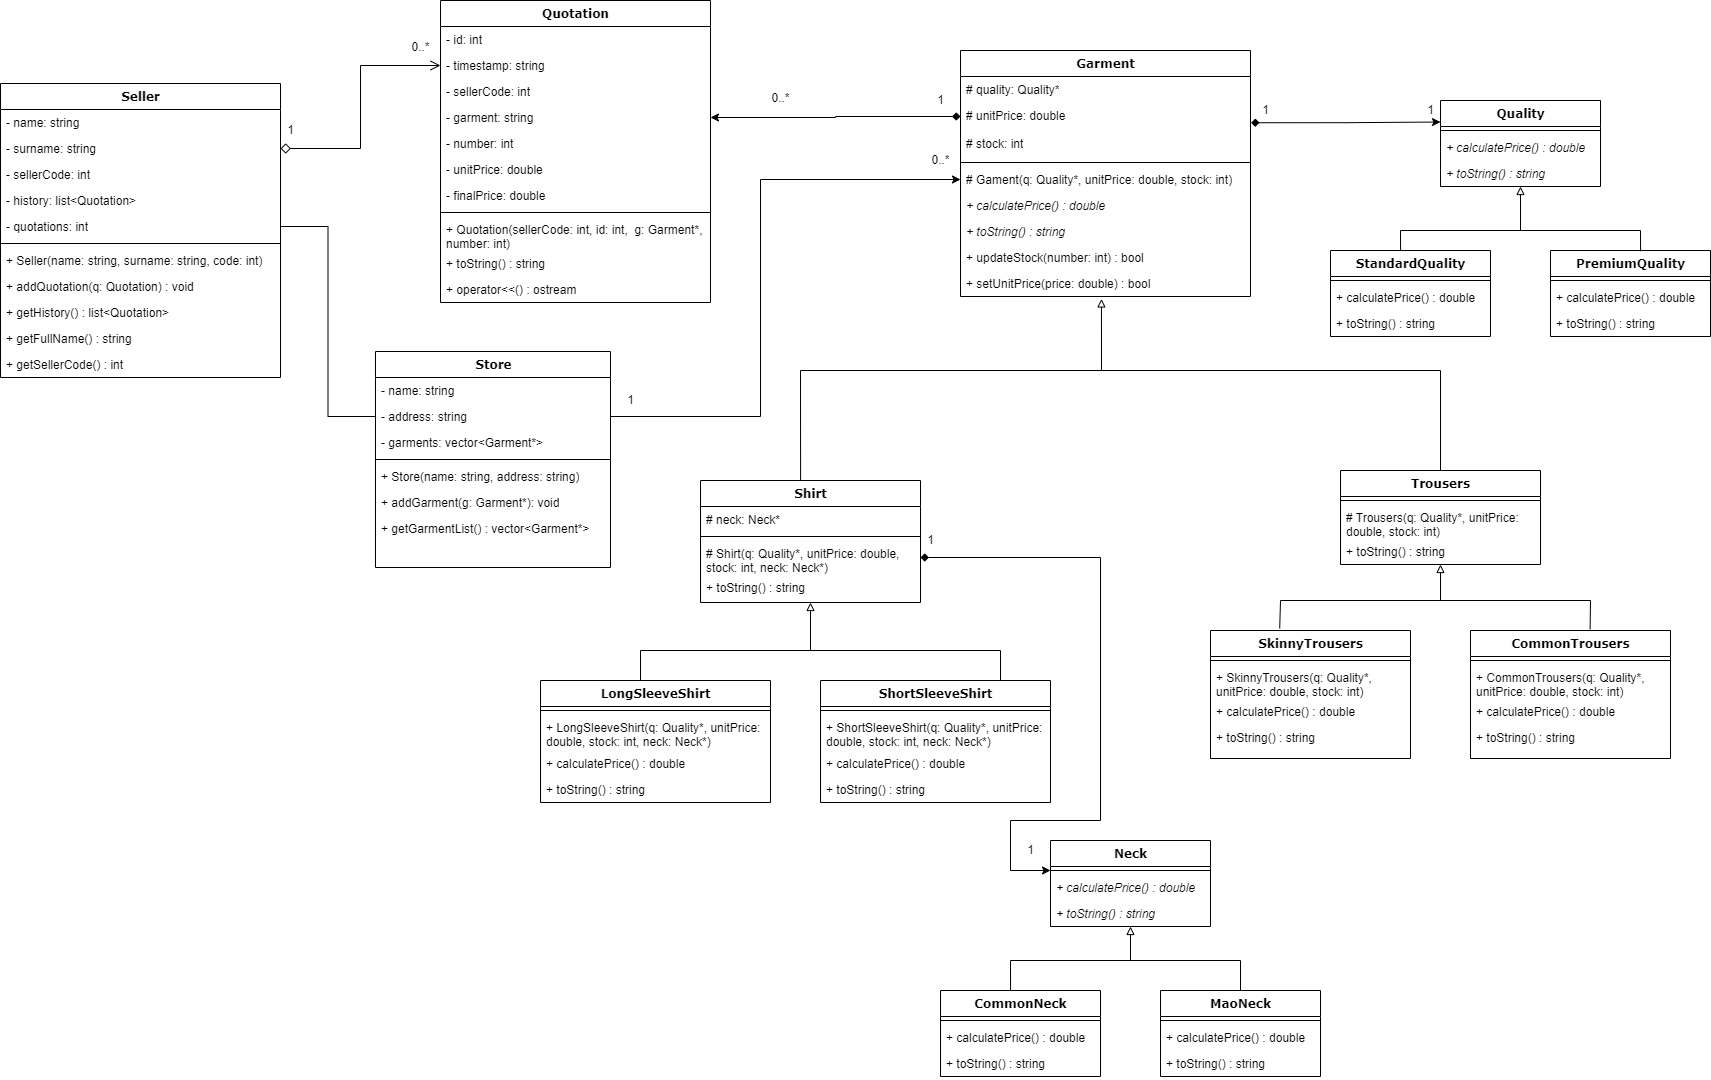 Quotation
- id: int
- timestamp: string
- sellerCode: int
- garment: string
- number: int
- unitPrice: double
- finalPrice: double
+ Quotation(sellerCode: int, id: int,  g: Garment*,
number: int)
+ toString() : string
+ operator<<() : ostream
0..*
1
Seller
- name: string
- surname: string
- sellerCode: int
- history: list<Quotation>
- quotations: int
+ Seller(name: string, surname: string, code: int)
+ addQuotation(q: Quotation) : void
+ getHistory() : list<Quotation>
+ getFullName() : string
+ getSellerCode() : int
0..*
1
Garment
# quality: Quality*
# unitPrice: double
# stock: int
# Gament(q: Quality*, unitPrice: double, stock: int)
+ calculatePrice() : double
+ toString() : string
+ updateStock(number: int) : bool
+ setUnitPrice(price: double) : bool
1
1
Quality
+ calculatePrice() : double
+ toString() : string
StandardQuality
+ calculatePrice() : double
+ toString() : string
PremiumQuality
+ calculatePrice() : double
+ toString() : string
0..*
1
Store
- name: string
- address: string
- garments: vector<Garment*>
+ Store(name: string, address: string)
+ addGarment(g: Garment*): void
+ getGarmentList() : vector<Garment*>
Shirt
# neck: Neck*
# Shirt(q: Quality*, unitPrice: double,
stock: int, neck: Neck*)
+ toString() : string
1
Trousers
# Trousers(q: Quality*, unitPrice:
double, stock: int)
+ toString() : string
SkinnyTrousers
+ SkinnyTrousers(q: Quality*,
unitPrice: double, stock: int)
+ calculatePrice() : double
+ toString() : string
CommonTrousers
+ CommonTrousers(q: Quality*,
unitPrice: double, stock: int)
+ calculatePrice() : double
+ toString() : string
LongSleeveShirt
+ LongSleeveShirt(q: Quality*, unitPrice:
double, stock: int, neck: Neck*)
+ calculatePrice() : double
+ toString() : string
ShortSleeveShirt
+ ShortSleeveShirt(q: Quality*, unitPrice:
double, stock: int, neck: Neck*)
+ calculatePrice() : double
+ toString() : string
1
Neck
+ calculatePrice() : double
+ toString() : string
CommonNeck
+ calculatePrice() : double
+ toString() : string
MaoNeck
+ calculatePrice() : double
+ toString() : string